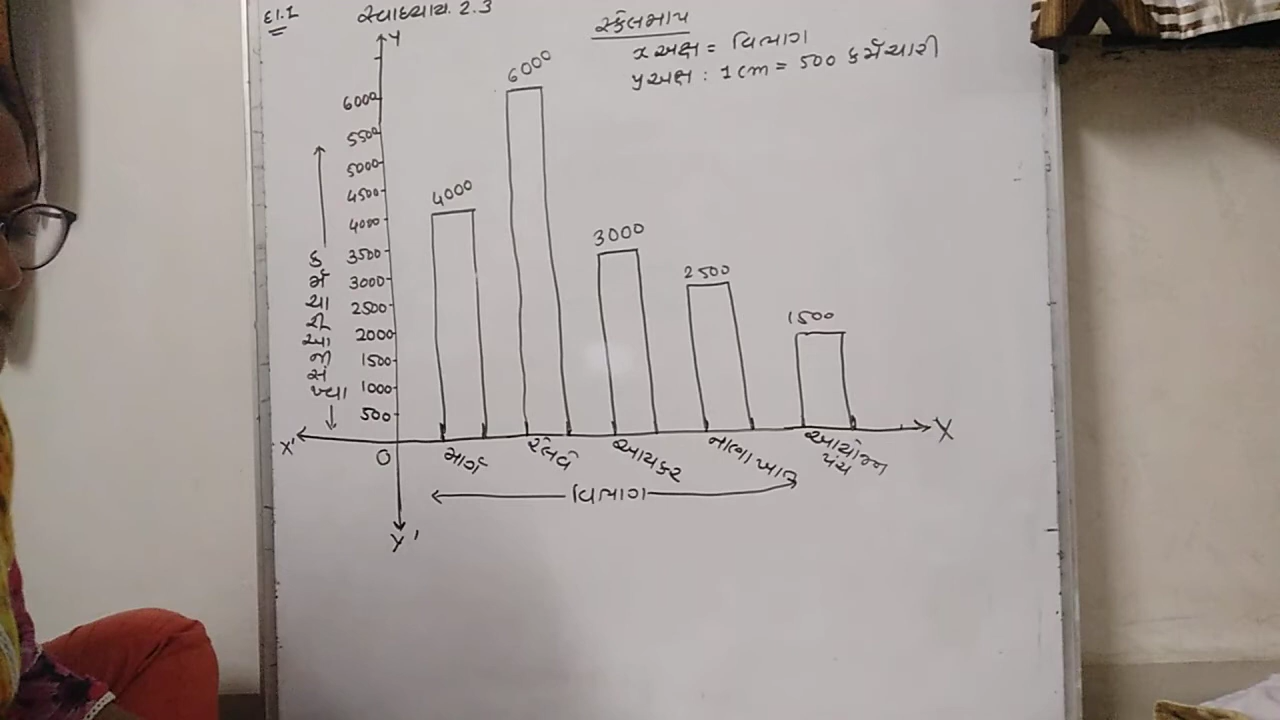 દા.1 સ્વાધ્યાય 2.3
સ્કેલમાપ
x અક્ષ = વિભાગ
y અક્ષ : 1 cm = 500 કર્મચારી
Y
6000
5500
5000
4500
4000
3500
3000
2500
2000
1500
1000
500
કર્મચારીઓની સંખ્યા
4000
6000
3000
2500
1500
X'
O
X
માર્ગ
રેલવે
આયકર
આયોજન પંચ
વિભાગ
Y'